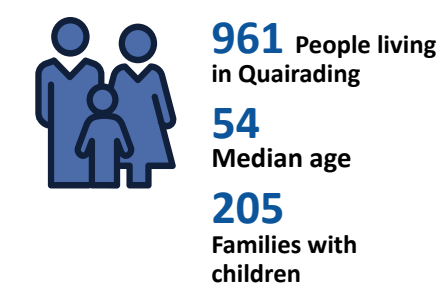 961 People living
in Quairading
54
Median age
205
Families with
children